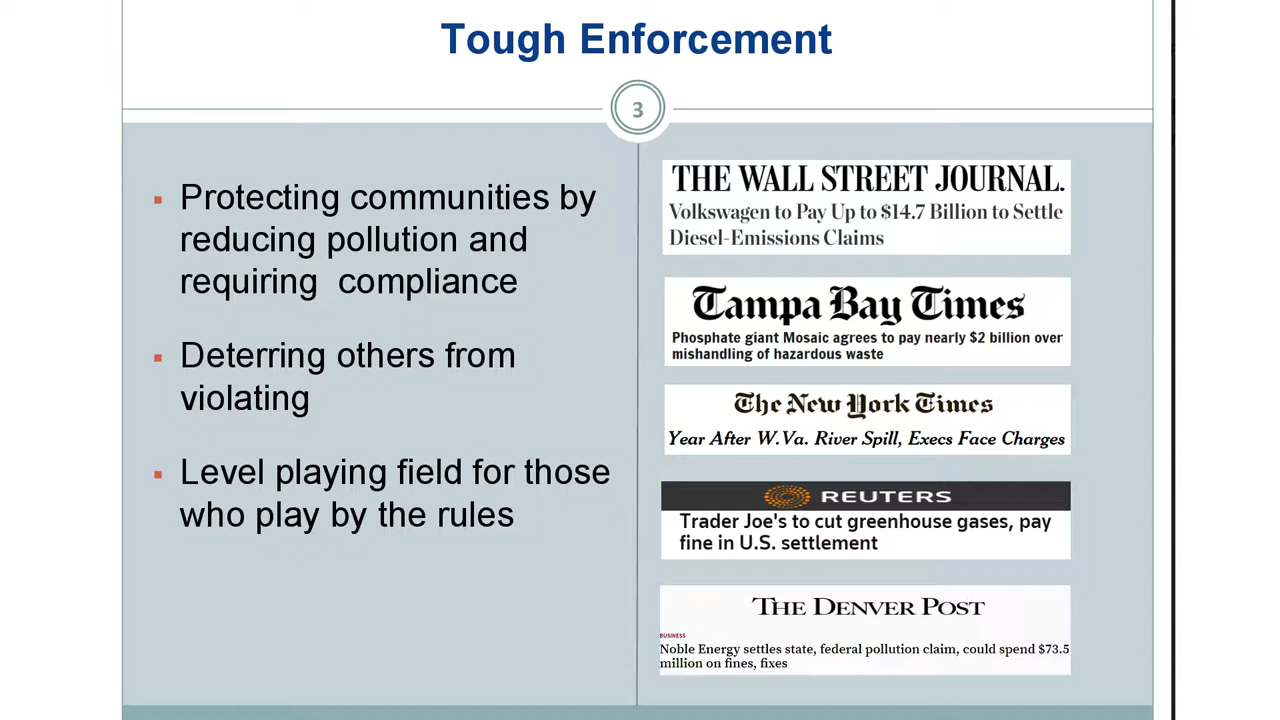 Tough Enforcement
3
▪ Protecting communities by
reducing pollution and
requiring  compliance
▪ Deterring others from
violating
▪ Level playing field for those
who play by the rules
THE WALL STREET JOURNAL.
Volkswagen to Pay Up to $14.7 Billion to Settle
Diesel-Emissions Claims
Tampa Bay Times
Phosphate giant Mosaic agrees to pay nearly $2 billion over
mishandling of hazardous waste
The New York Times
Year After W.Va. River Spill, Execs Face Charges
REUTERS
Trader Joe's to cut greenhouse gases, pay
fine in U.S. settlement
THE DENVER POST
BUSINESS
Noble Energy settles state, federal pollution claim, could spend $73.5
million on fines, fixes